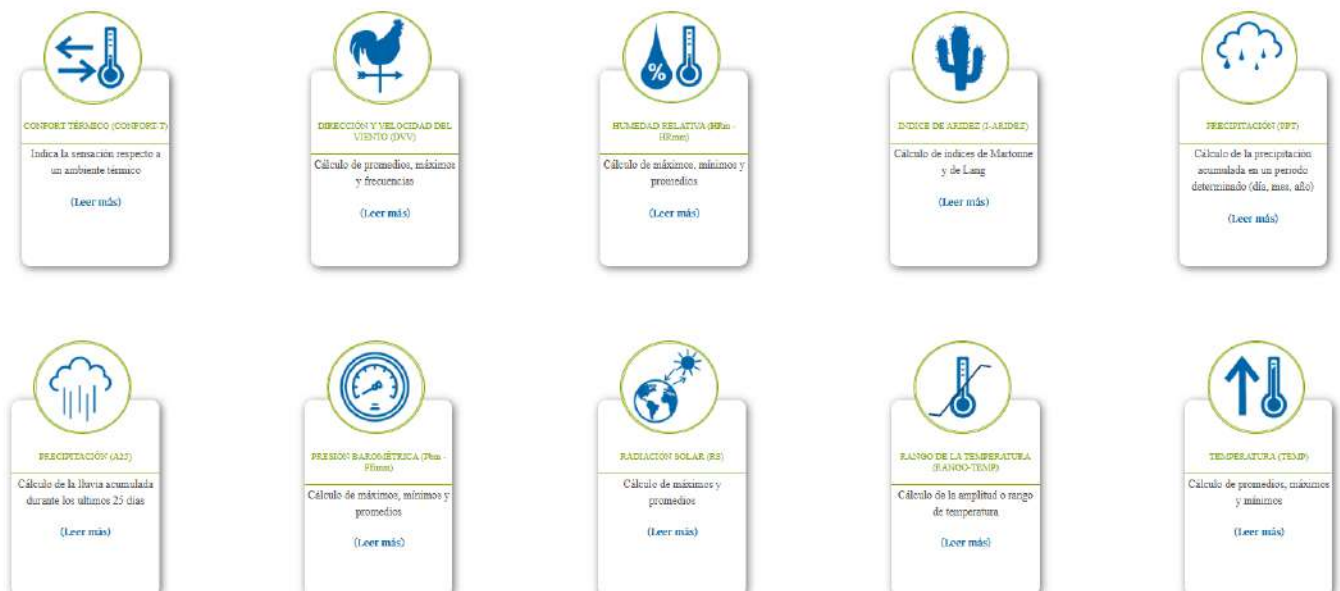 CONFORT TÉRMICO (CONFORT-T)
Indica la sensación respecto a
un ambiente térmico
(Leer más)
DIRECCIÓN Y VELOCIDAD DEL
VIENTO (DVV)
Cálculo de promedios, máximos
y frecuencias
(Leer más)
%
HUMEDAD RELATIVA (HRm -
HRmm)
Cálculo de máximos, mínimos y
promedios
(Leer más)
INDICE DE ARIDEZ (I-ARIDEZ)
Cálculo de índices de Martonne
y de Lang
(Leer más)
PRECIPITACIÓN (PPT)
Cálculo de la precipitación
acumulada en un periodo
determinado (día, mes, año)
(Leer más)
PRECIPITACIÓN (A25)
Cálculo de la lluvia acumulada
durante los ultimos 25 dias
(Leer más)
PRESIÓN BAROMÉTRICA (Pbm -
Cálculo de máximos, mínimos y
promedios
(Leer más)
RADIACIÓN SOLAR (RS)
Cálculo de máximos y
promedios
(Leer más)
RANGO DE LA TEMPERATURA
(RANGO-TEMP)
Cálculo de la amplitud o rango
de temperatura
(Leer más)
TEMPERATURA (TEMP)
Cálculo de promedios, máximos
y mínimos
(Leer más)